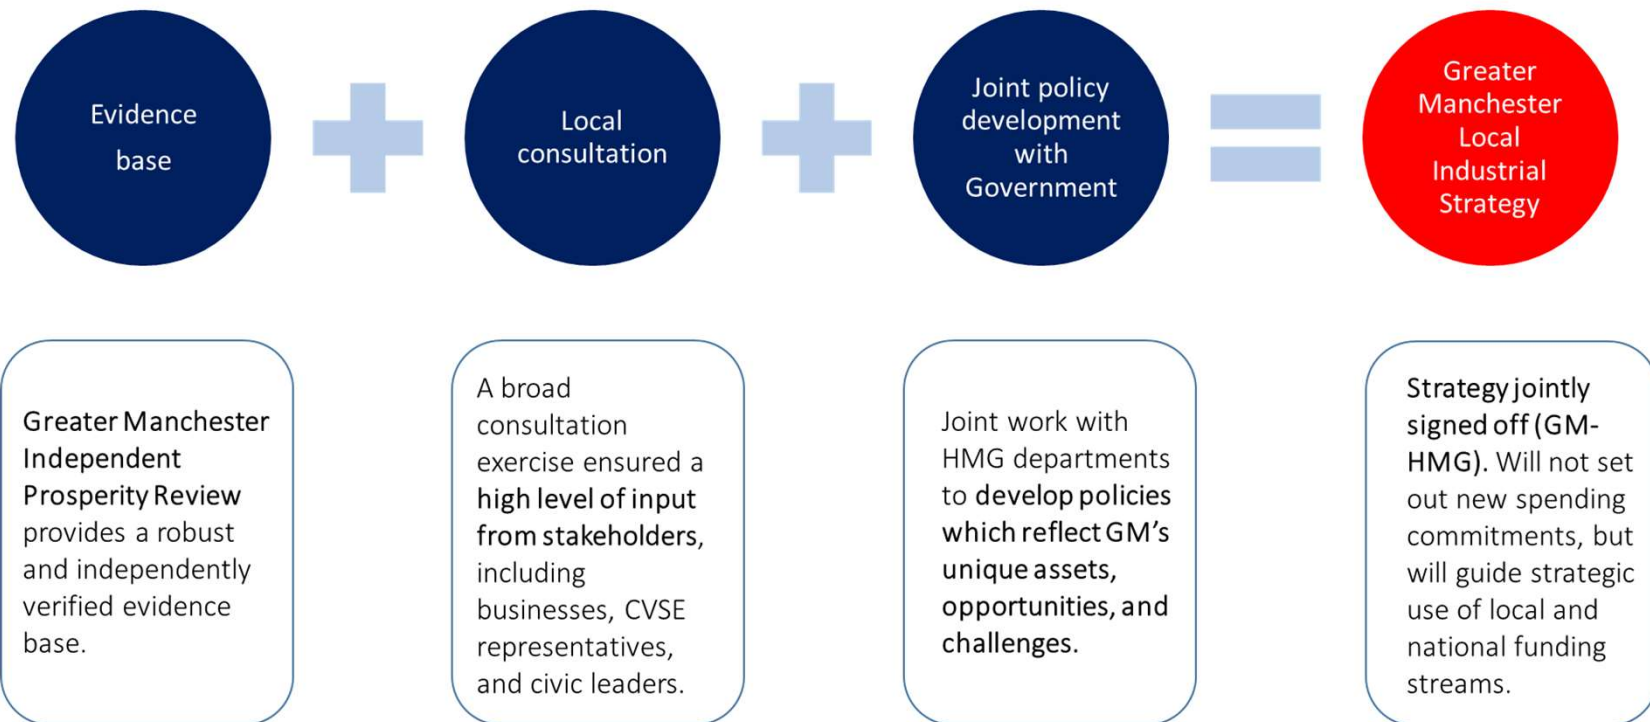 Evidence
base
Local
consultation
Joint policy
development
with
Government
Greater
Manchester
Local
Industrial
Strategy
Greater Manchester
Independent
Prosperity Review
provides a robust
and independently
verified evidence
base.
A broad
consultation
exercise ensured a
high level of input
from stakeholders,
including
businesses, CVSE
representatives,
and civic leaders.
Joint work with
HMG departments
to develop policies
which reflect GM's
unique assets,
opportunities, and
challenges.
Strategy jointly
signed off (GM-
HMG). Will not set
out new spending
commitments, but
will guide strategic
use of local and
national funding
streams.